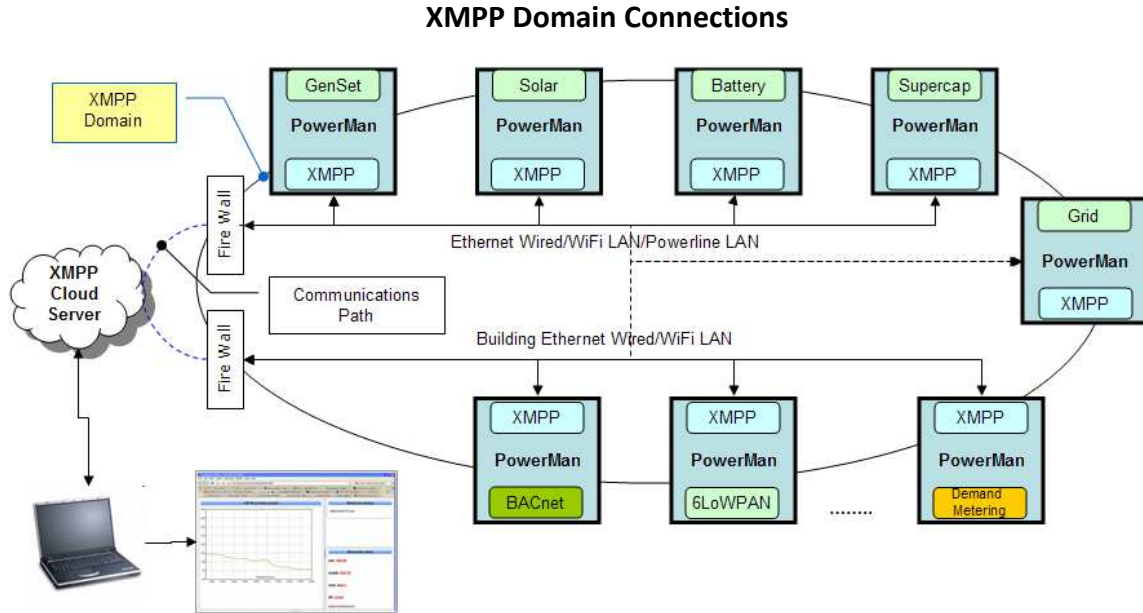 XMPP Domain Connections
XMPP
Domain
GenSet
PowerMan
XMPP
Solar
PowerMan
XMPP
Battery
PowerMan
XMPP
Supercap
PowerMan
XMPP
Fire Wall
Ethernet Wired/WiFi LAN/Powerline LAN
Grid
PowerMan
XMPP
XMPP
Cloud
Server
Communications
Path
Fire Wall
Building Ethernet Wired/WiFi LAN
XMPP
PowerMan
BACnet
XMPP
PowerMan
6LoWPAN
........
XMPP
PowerMan
Demand
Metering